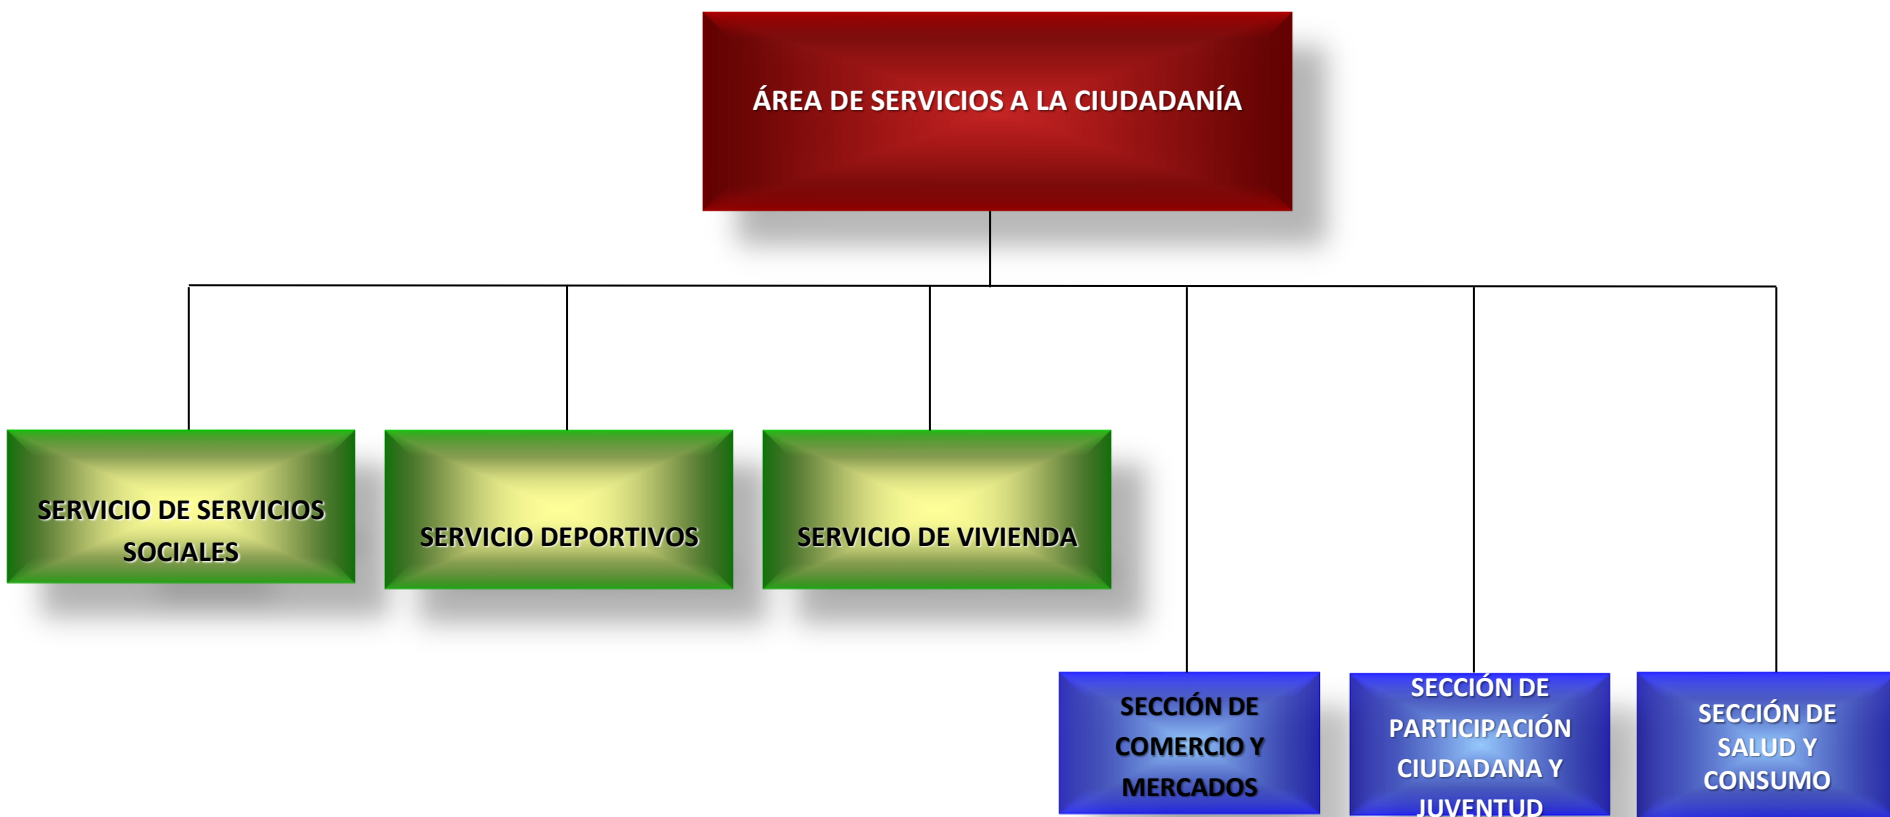 ÁREA DE SERVICIOS A LA CIUDADANÍA
SERVICIO DE SERVICIOS
SOCIALES
SERVICIO DEPORTIVOS
SERVICIO DE VIVIENDA
SECCIÓN DE
COMERCIO Y
MERCADOS
SECCIÓN DE
PARTICIPACIÓN
CIUDADANA Y
JUVENTUD
SECCIÓN DE
SALUD Y
CONSUMO